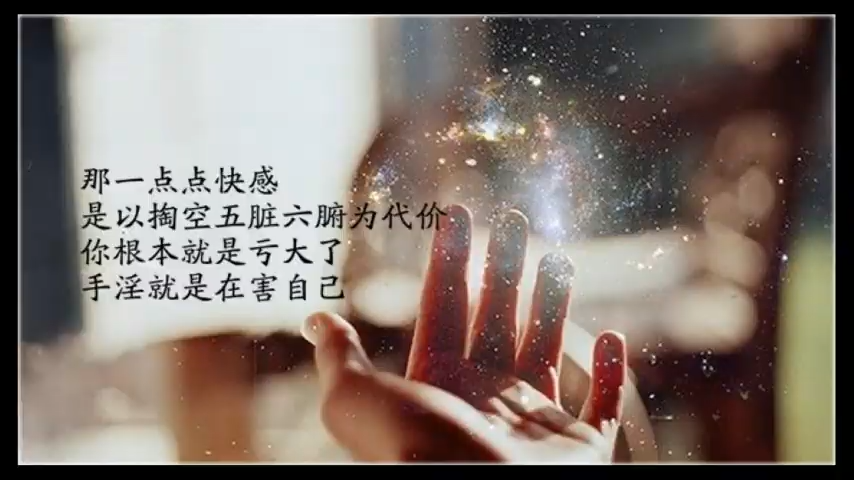 那一点点快感
是以掏空五脏六腑为代价
你根本就是亏大了
手淫就是在害自己